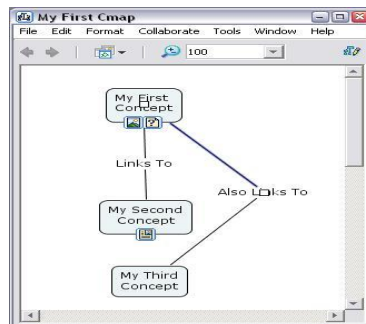 My First Cmap
File Edit Format Collaborate Tools Window Help
100
My First
Concept
Links To
Also Links To
My Second
Concept
My Third
Concept